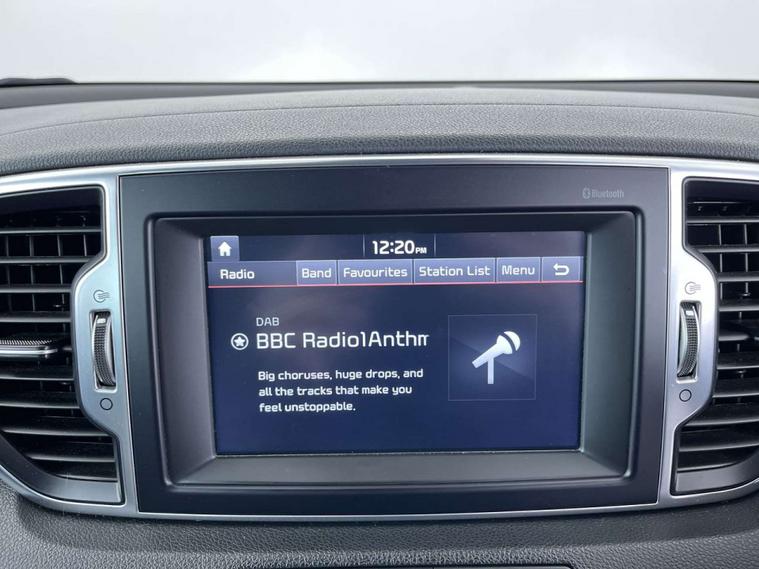 Bluetooth
12:20PM
Radio Band Favourites Station List Menu
DAB
BBC Radio1Anthm
Big choruses, huge drops, and
all the tracks that make you
feel unstoppable.